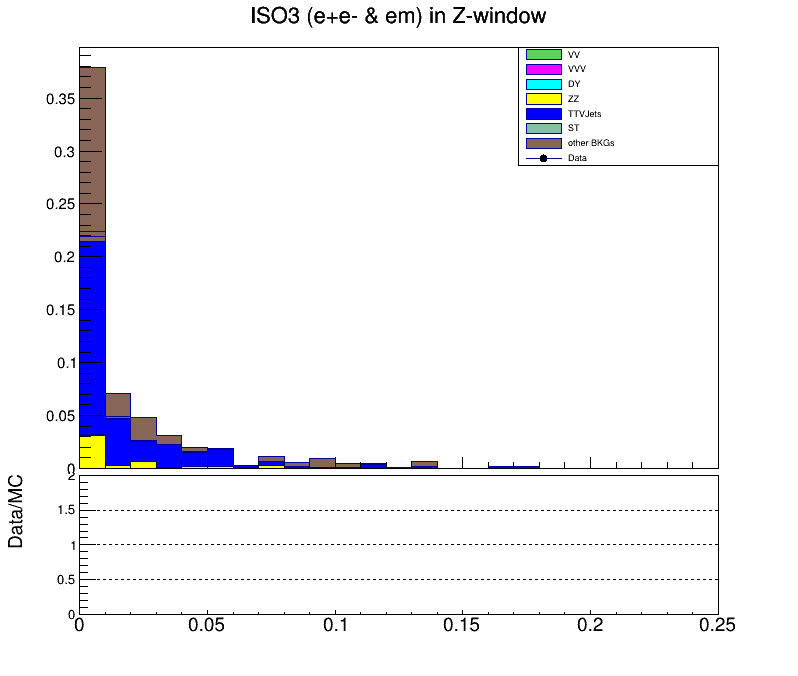 ISO3 (e+e- & em) in Z-window
VV
VVV
DY
ZZ
TTVJets
ST
other BKGs
Data
0.35
0.3
0.25
0.2
0.15
0.1
0.05
0
Data/MC
2
1.5
1
0.5
0
0 0.05 0.1 0.15 0.2 0.25